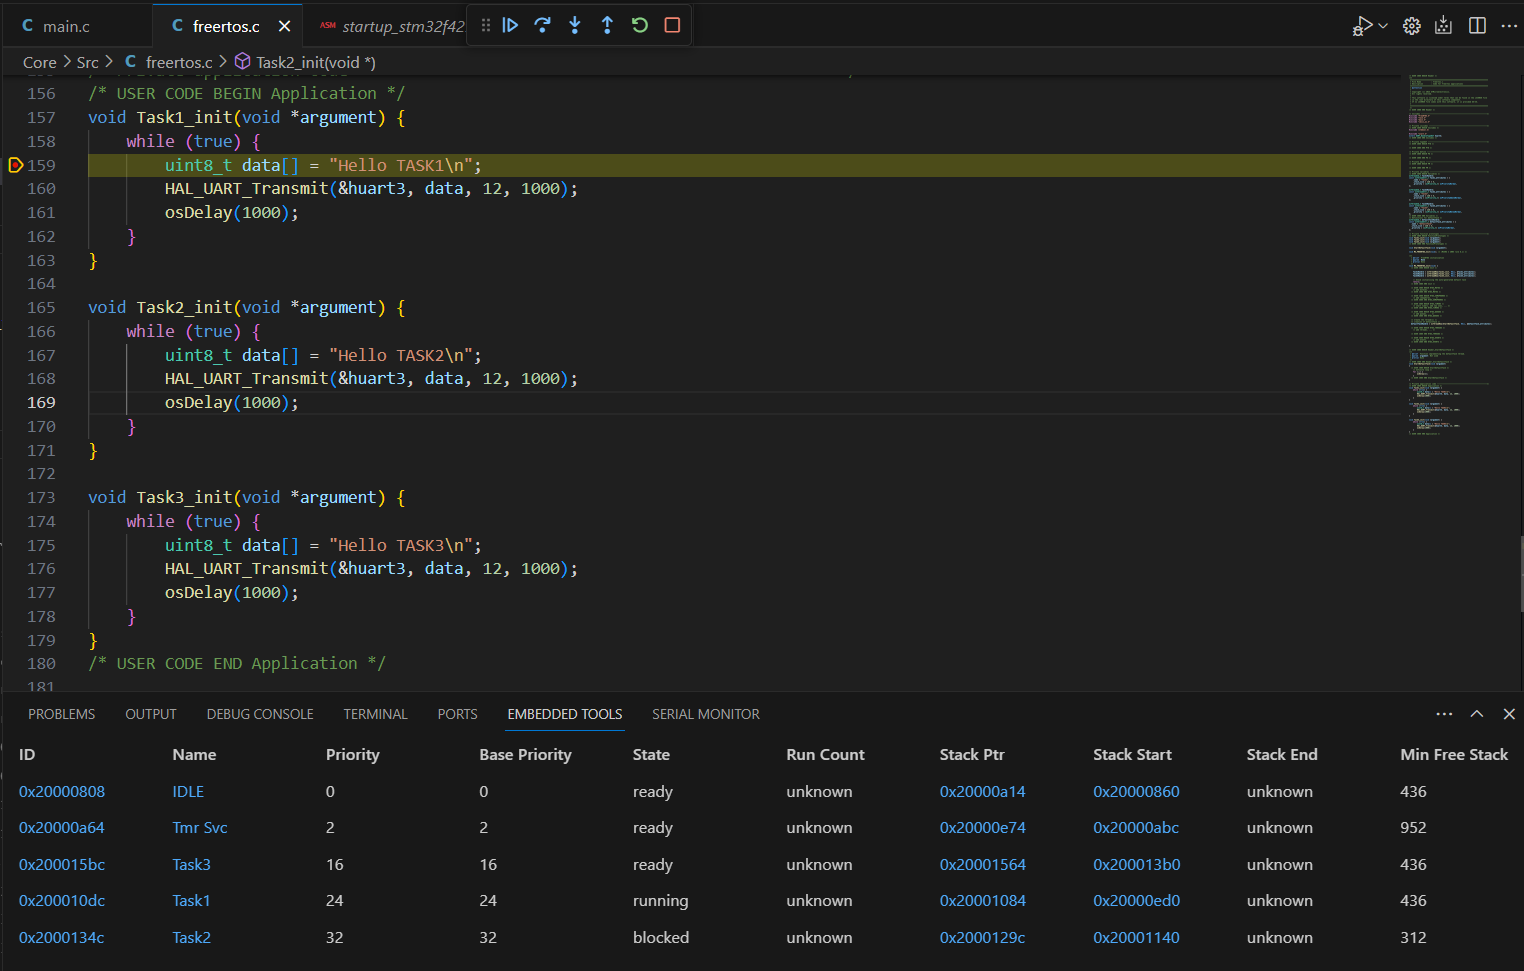 C main.c
C freertos.c
ASM startup_stm32f42
Core > Src > C freertos.c > Task2_init(void *)
156 /* USER CODE BEGIN Application */
157 void Task1_init(void *argument) {
158 while (true) {
159 uint8_t data[] = "Hello TASK1\n";
160 HAL_UART_Transmit(&huart3, data, 12, 1000);
161 osDelay(1000);
162 }
163 }
164
165 void Task2_init(void *argument) {
166 while (true) {
167 uint8_t data[] = "Hello TASK2\n";
168 HAL_UART_Transmit(&huart3, data, 12, 1000);
169 osDelay(1000);
170 }
171 }
172
173 void Task3_init(void *argument) {
174 while (true) {
175 uint8_t data[] = "Hello TASK3\n";
176 HAL_UART_Transmit(&huart3, data, 12, 1000);
177 osDelay(1000);
178 }
179 }
180 /* USER CODE END Application */
181
PROBLEMS OUTPUT DEBUG CONSOLE TERMINAL PORTS EMBEDDED TOOLS SERIAL MONITOR
ID Name Priority Base Priority State Run Count Stack Ptr Stack Start Stack End Min Free Stack
0x20000808 IDLE 0 0 ready unknown 0x20000a14 0x20000860 unknown 436
0x20000a64 Tmr Svc 2 2 ready unknown 0x20000e74 0x20000abc unknown 952
0x200015bc Task3 16 16 ready unknown 0x20001564 0x200013b0 unknown 436
0x200010dc Task1 24 24 running unknown 0x20001084 0x20000ed0 unknown 436
0x2000134c Task2 32 32 blocked unknown 0x2000129c 0x20001140 unknown 312